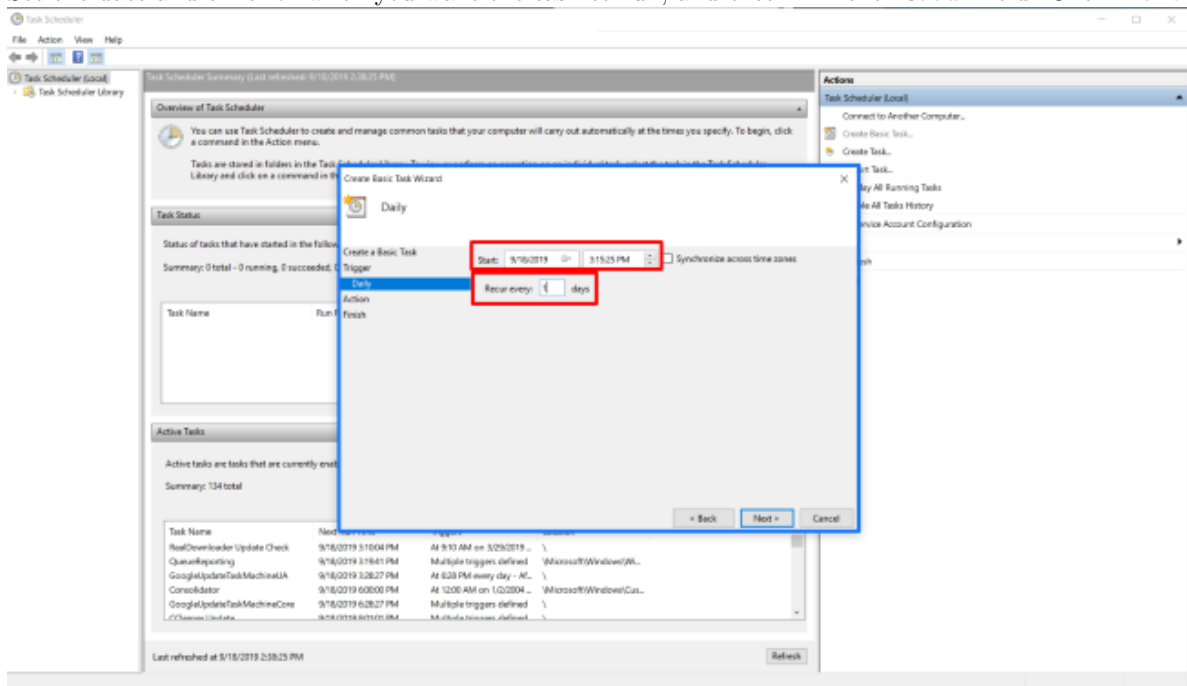 Task Scheduler
File Action View Help
Task Scheduler (Local)
Task Scheduler Library
Task Scheduler Summary (Last refreshed: 9/18/2019 2:38:25 PM)
Overview of Task Scheduler
You can use Task Scheduler to create and manage common tasks that your computer will carry out automatically at the times you specify. To begin, click
a command in the Action menu.
Tasks are stored in folders in the Task
Library and click on a command in th
Task Status
Status of tasks that have started in the follow
Summary: 0 total - 0 running, 0 succeeded,
Task Name Run
Active Tasks
Active tasks are tasks that are currently enab
Summary: 134 total
Task Name
RealDownloader Update Check 9/18/2019 3:10:04 PM At 9:10 AM on 3/29/2019 ... \
QueueReporting 9/18/2019 3:19:41 PM Multiple triggers defined \Microsoft\Windows\Wi...
GoogleUpdateTaskMachineUA 9/18/2019 3:28:27 PM At 6:28 PM every day - Af... \
Consolidator 9/18/2019 6:00:00 PM At 12:00 AM on 1/2/2004 ... \Microsoft\Windows\Cus...
GoogleUpdateTaskMachineCore 9/18/2019 6:28:27 PM Multiple triggers defined \
Last refreshed at 9/18/2019 2:38:25 PM
Refresh
Create Basic Task Wizard
Daily
Create a Basic Task
Trigger
Daily
Action
Finish
Start: 9/18/2019 3:15:25 PM Synchronize across time zones
Recur every: 1 days
< Back Next > Cancel
Actions
Task Scheduler (Local)
Connect to Another Computer...
Create Basic Task...
Create Task...
rt Task...
lay All Running Tasks
le All Tasks History
ervice Account Configuration